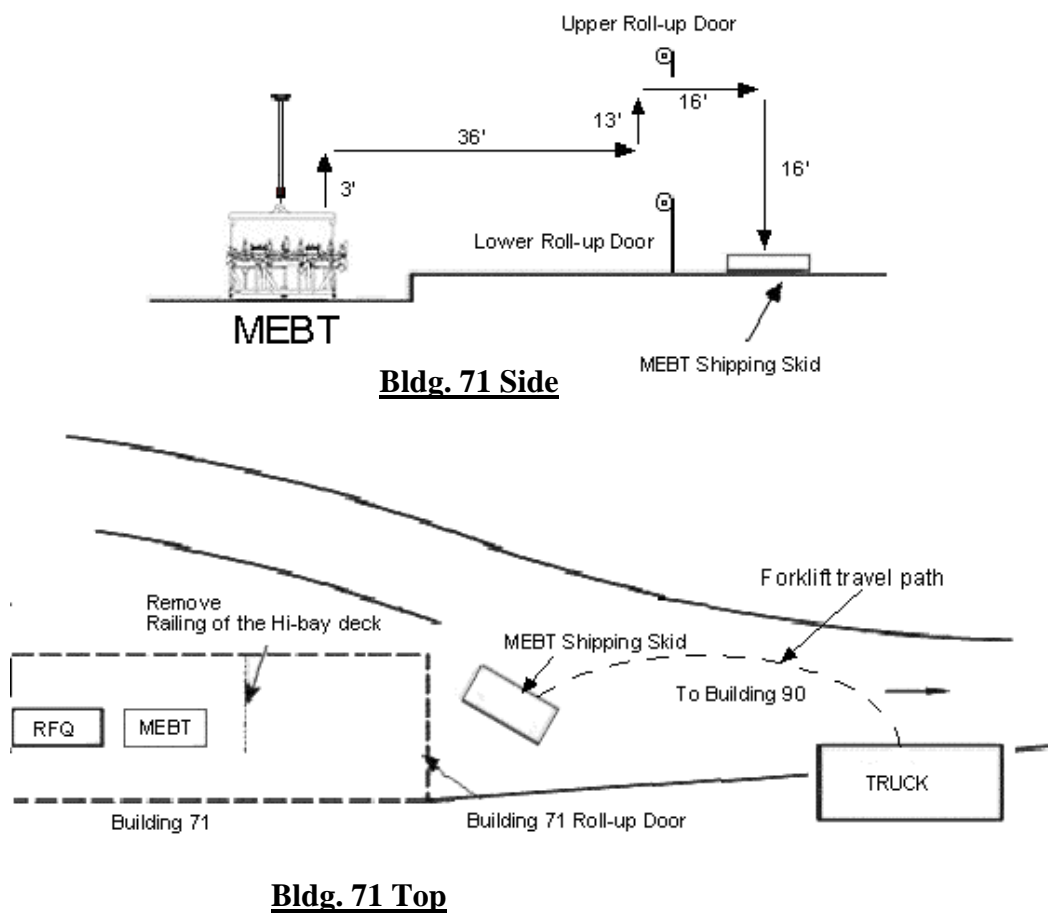 Upper Roll-up Door
16'
13'
36'
3'
16'
Lower Roll-up Door
MEBT
MEBT Shipping Skid
Bldg. 71 Side
Forklift travel path
Remove
Railing of the Hi-bay deck
MEBT Shipping Skid
To Building 90
RFQ
MEBT
TRUCK
Building 71
Building 71 Roll-up Door
Bldg. 71 Top